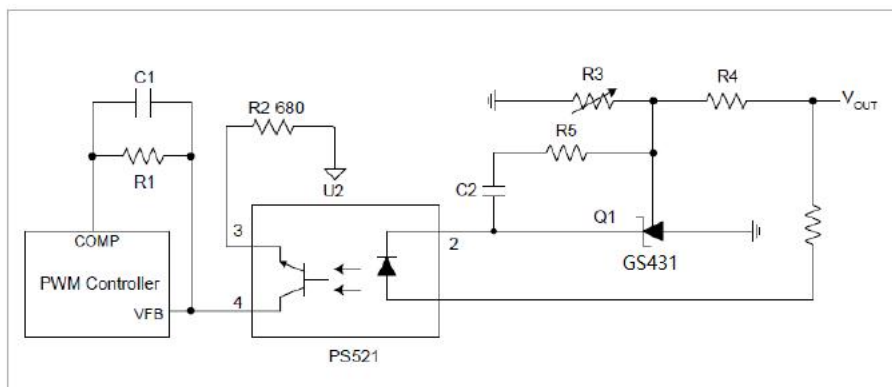 C1
R1
R2 680
U2
R3
R4
V_OUT
R5
C2
Q1
GS431
COMP
PWM Controller
VFB
3
4
2
PS521